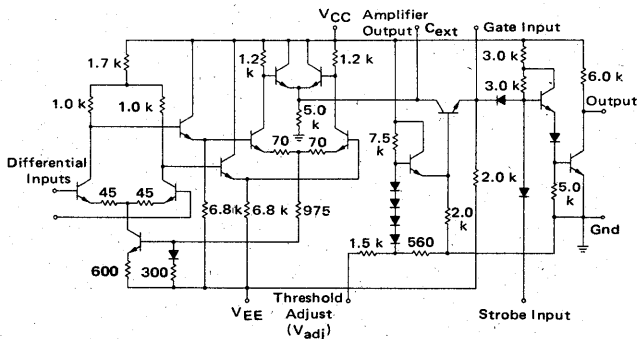 VCC
Amplifier
Output
Cext
Gate Input
1.7 k
1.2
k
1.2 k
3.0 k
3.0 k
6.0 k
1.0 k
1.0 k
5.0
k
Output
70
70
7.5
k
Differential
Inputs
45
45
2.0 k
6.8 k
6.8 k
975
2.0
k
5.0
k
Gnd
600
300
1.5 k
560
VEE
Threshold
Adjust
(Vadj)
Strobe Input